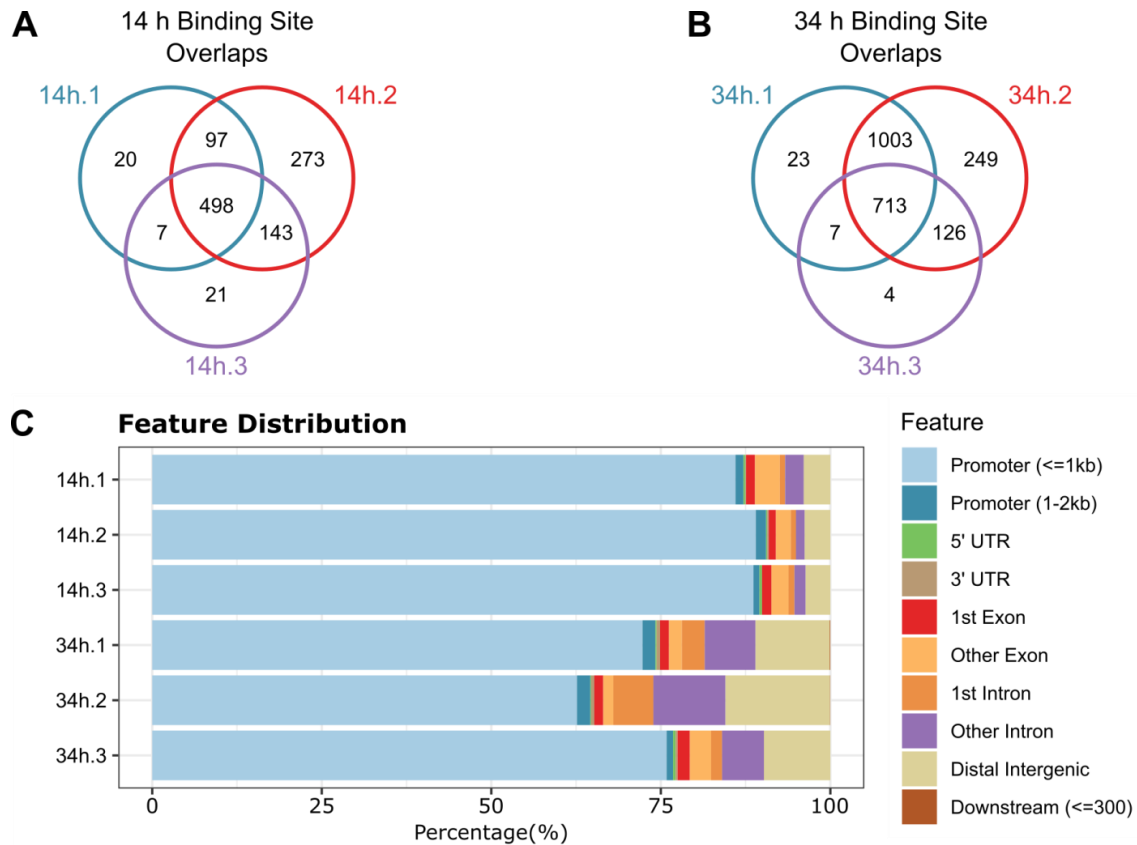 A
14 h Binding Site
Overlaps
14h.1
14h.2
97
20
273
498
7
143
21
14h.3
B
34 h Binding Site
Overlaps
34h.1
34h.2
1003
23
249
713
7
126
4
34h.3
C
Feature Distribution
14h.1
14h.2
14h.3
34h.1
34h.2
34h.3
0
25
50
75
100
Percentage(%)
Feature
Promoter (<=1kb)
Promoter (1-2kb)
5' UTR
3' UTR
1st Exon
Other Exon
1st Intron
Other Intron
Distal Intergenic
Downstream (<=300)